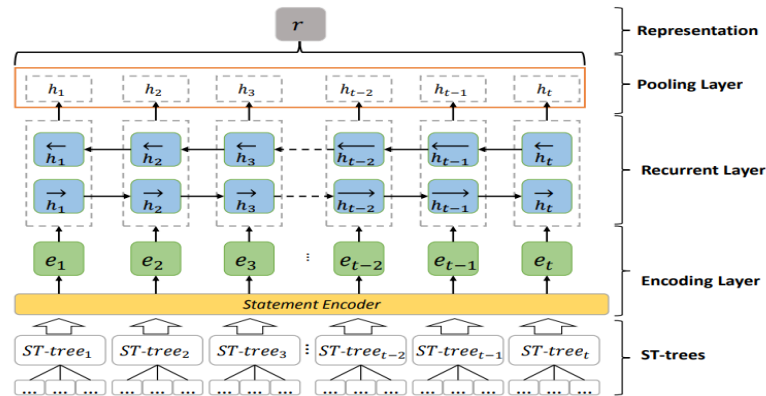 r Representation
h₁ h₂ h₃ hₜ₋₂ hₜ₋₁ hₜ Pooling Layer
←h₁ ←h₂ ←h₃ ←hₜ₋₂ ←hₜ₋₁ ←hₜ
Recurrent Layer
→h₁ →h₂ →h₃ →hₜ₋₂ →hₜ₋₁ →hₜ
e₁ e₂ e₃ ... eₜ₋₂ eₜ₋₁ eₜ
Encoding Layer
Statement Encoder
ST-tree₁ ST-tree₂ ST-tree₃ ... ST-treeₜ₋₂ ST-treeₜ₋₁ ST-treeₜ ST-trees
... ... ... ... ... ... ... ... ... ... ... ... ... ... ... ... ... ...